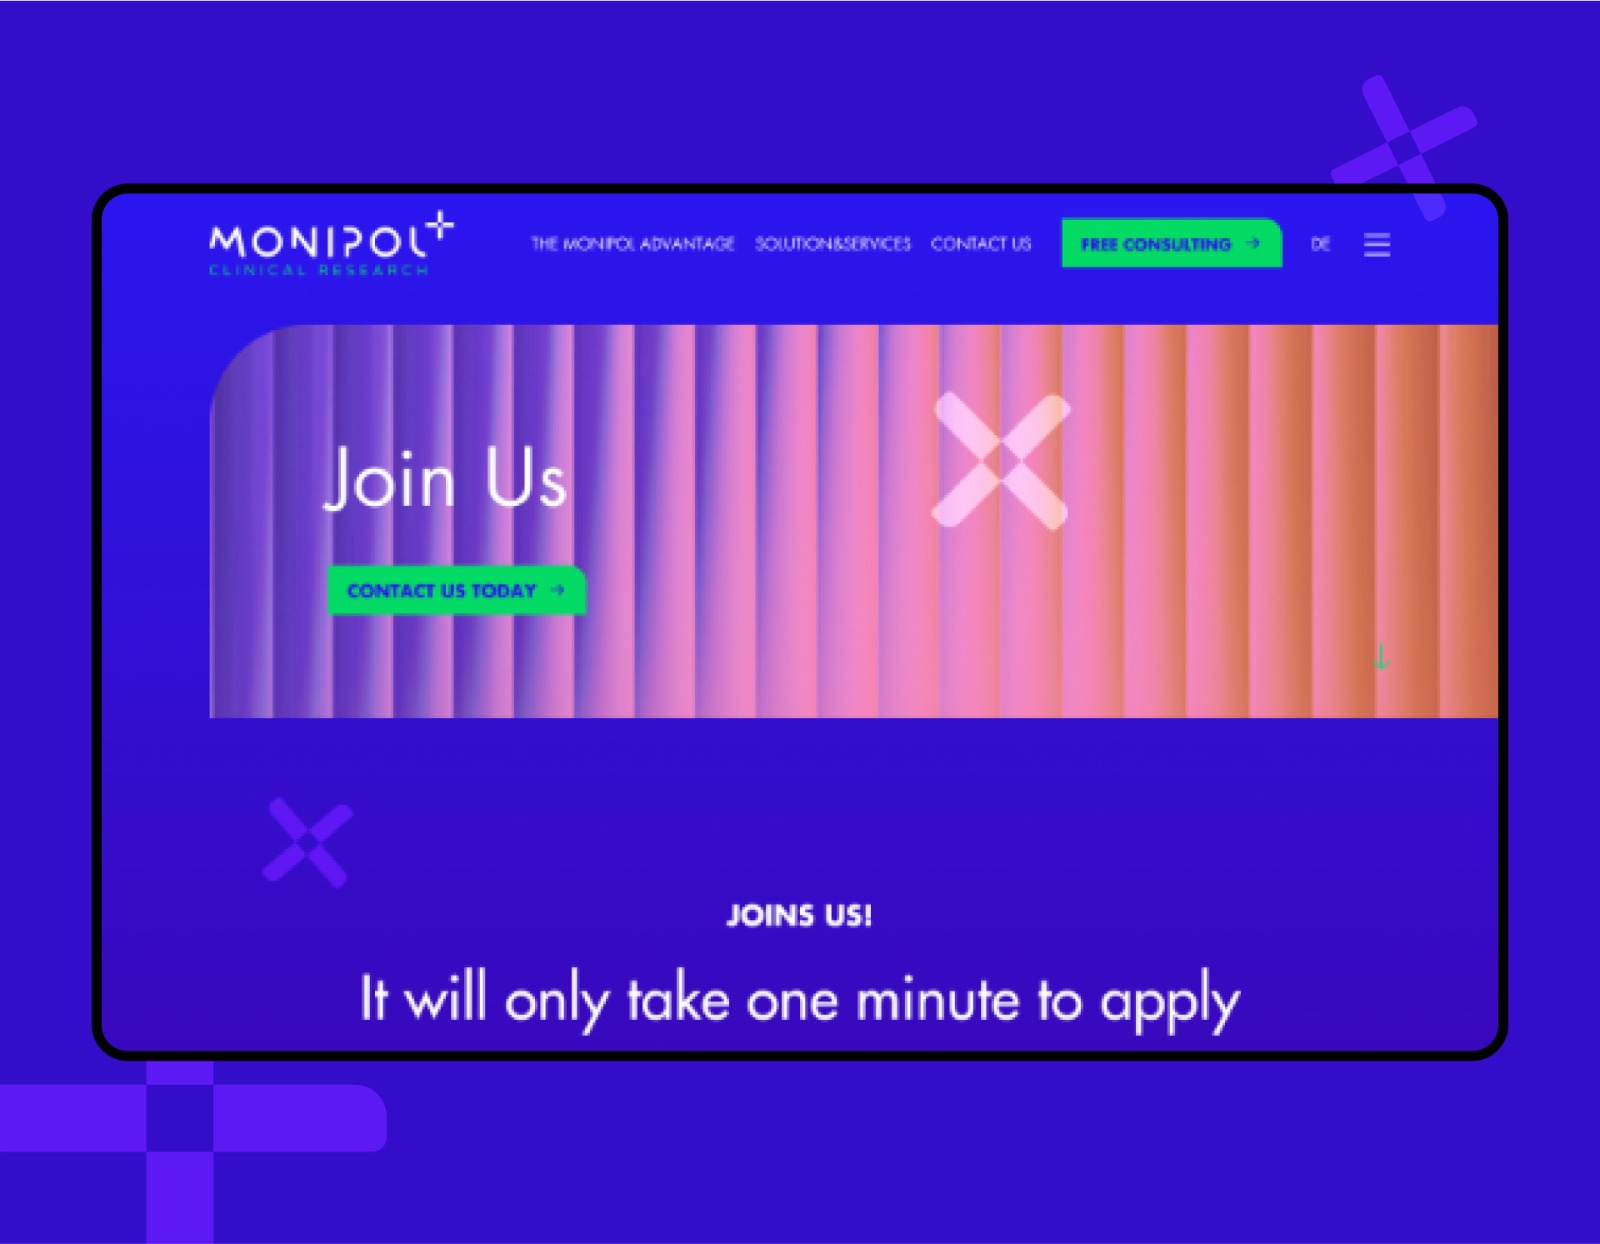 MONIPOL
CLINICAL RESEARCH
THE MONIPOL ADVANTAGE
SOLUTION&SERVICES
CONTACT US
FREE CONSULTING →
DE
Join Us
CONTACT US TODAY →
JOINS US!
It will only take one minute to apply